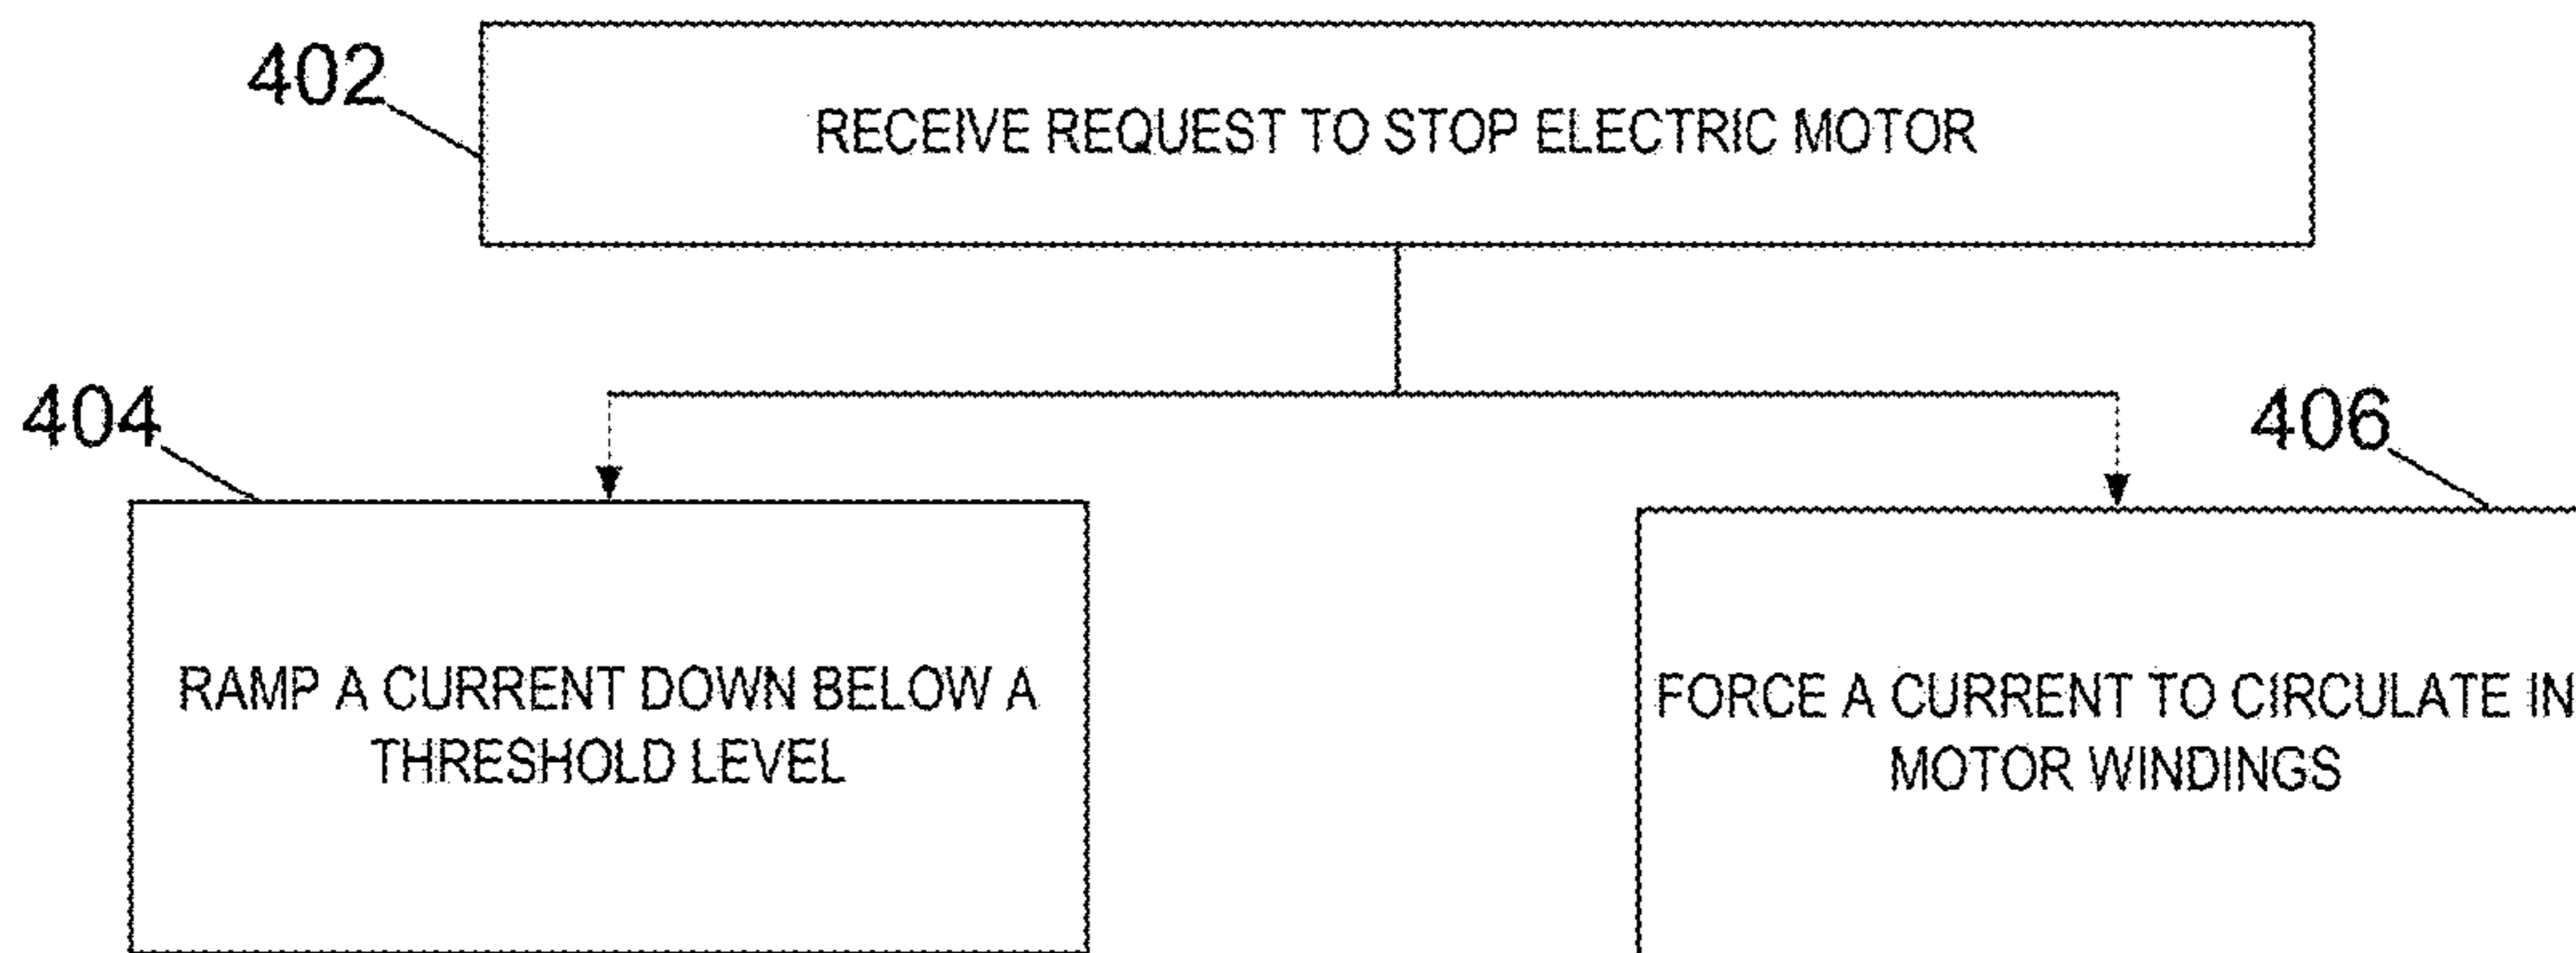 402
RECEIVE REQUEST TO STOP ELECTRIC MOTOR
404
406
RAMP A CURRENT DOWN BELOW A
THRESHOLD LEVEL
FORCE A CURRENT TO CIRCULATE IN
MOTOR WINDINGS